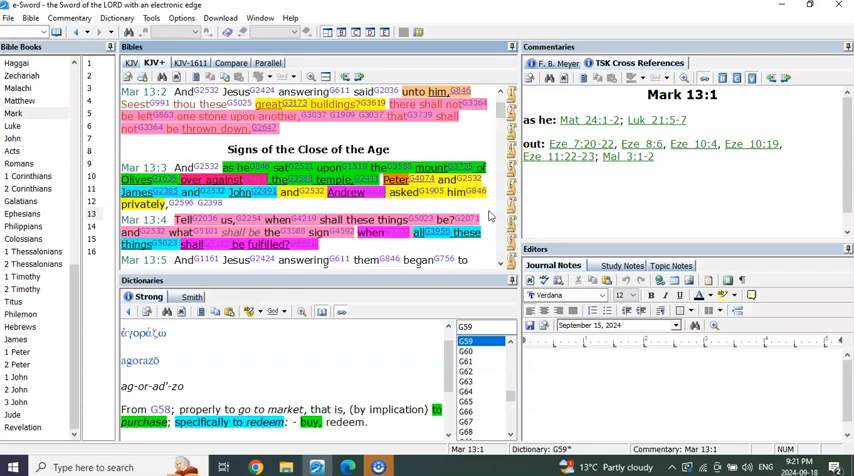 e-Sword - the Sword of the LORD with an electronic edge
File Bible Commentary Dictionary Tools Options Download Window Help
Bible Books
Haggai
Zechariah
Malachi
Matthew
Mark
Luke
John
Acts
Romans
1 Corinthians
2 Corinthians
Galatians
Ephesians
Philippians
Colossians
1 Thessalonians
2 Thessalonians
1 Timothy
2 Timothy
Titus
Philemon
Hebrews
James
1 Peter
2 Peter
1 John
2 John
3 John
Jude
Revelation
1
2
3
4
5
6
7
8
9
10
11
12
13
14
15
16
Bibles
KJV KJV+ KJV-1611 Compare Parallel
Mar 13:2 AndG2532 JesusG2424 answeringG611 saidG2036 unto him,G846
SeestG991 thou theseG5025 greatG3173 buildings?G3619 there shall notG3364
be leftG863 one stone upon another,G3037 G1909 G3037 thatG739 shall
notG3364 be thrown down.G2647
Signs of the Close of the Age
Mar 13:3 AndG2532 as heG846 satG2521 uponG1519 theG3588 mountG3735 of
OlivesG1636 over against theG3588 temple,G2411 PeterG4074 andG2532
JamesG2385 andG2532 JohnG2491 andG2532 Andrew askedG1905 himG846
privately,G2596 G2398
Mar 13:4 TellG2036 us,G2254 whenG4219 shall these thingsG5023 be?G2071
andG2532 whatG5101 shall be theG3588 signG4592 when allG3956 these
thingsG5023 shall be fulfilled?
Mar 13:5 AndG1161 JesusG2424 answeringG611 themG846 beganG756 to
Dictionaries
Strong Smith
God
ἀγοράζω
agorazō
ag-or-ad'-zo
From G58; properly to go to market, that is, (by implication) to
purchase; specifically to redeem: - buy, redeem.
G59
G59
G60
G61
G62
G63
G64
G65
G66
G67
G68
Commentaries
F. B. Meyer TSK Cross References
Mark 13:1
as he: Mat 24:1-2; Luk 21:5-7
out: Eze 7:20-22, Eze 8:6, Eze 10:4, Eze 10:19,
Eze 11:22-23; Mal 3:1-2
Editors
Journal Notes Study Notes Topic Notes
Verdana 12 B I U A
September 15, 2024
1 2 3 4 5
Mark 13:1 Dictionary: G59* Commentary: Mar 13:1 NUM
Type here to search
13°C Partly cloudy
ENG
9:21 PM
2024-09-18